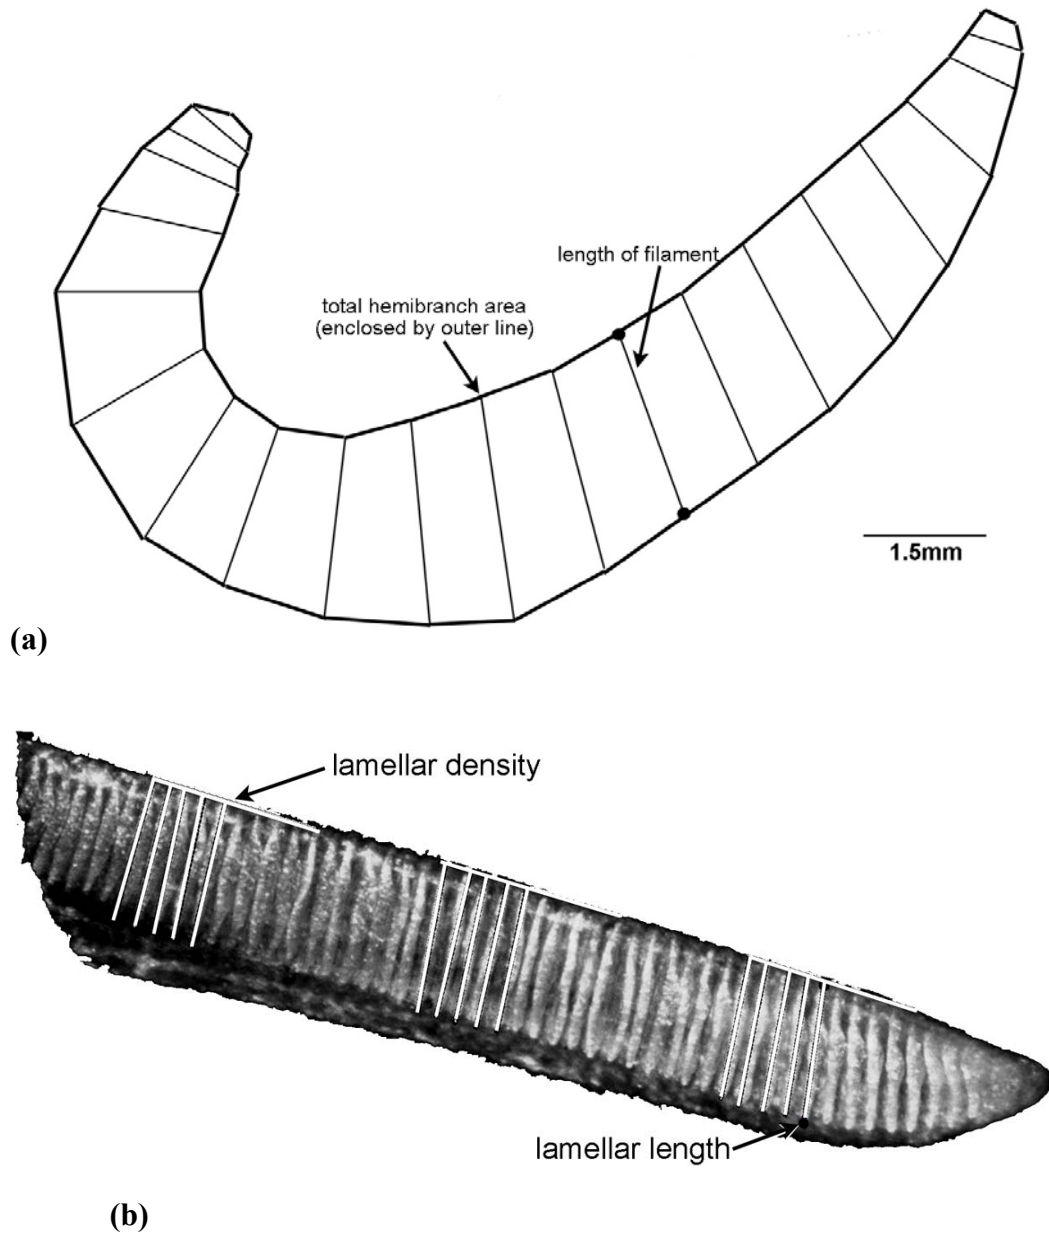 length of filament
total hemibranch area
(enclosed by outer line)
1.5mm
(a)
lamellar density
lamellar length
(b)